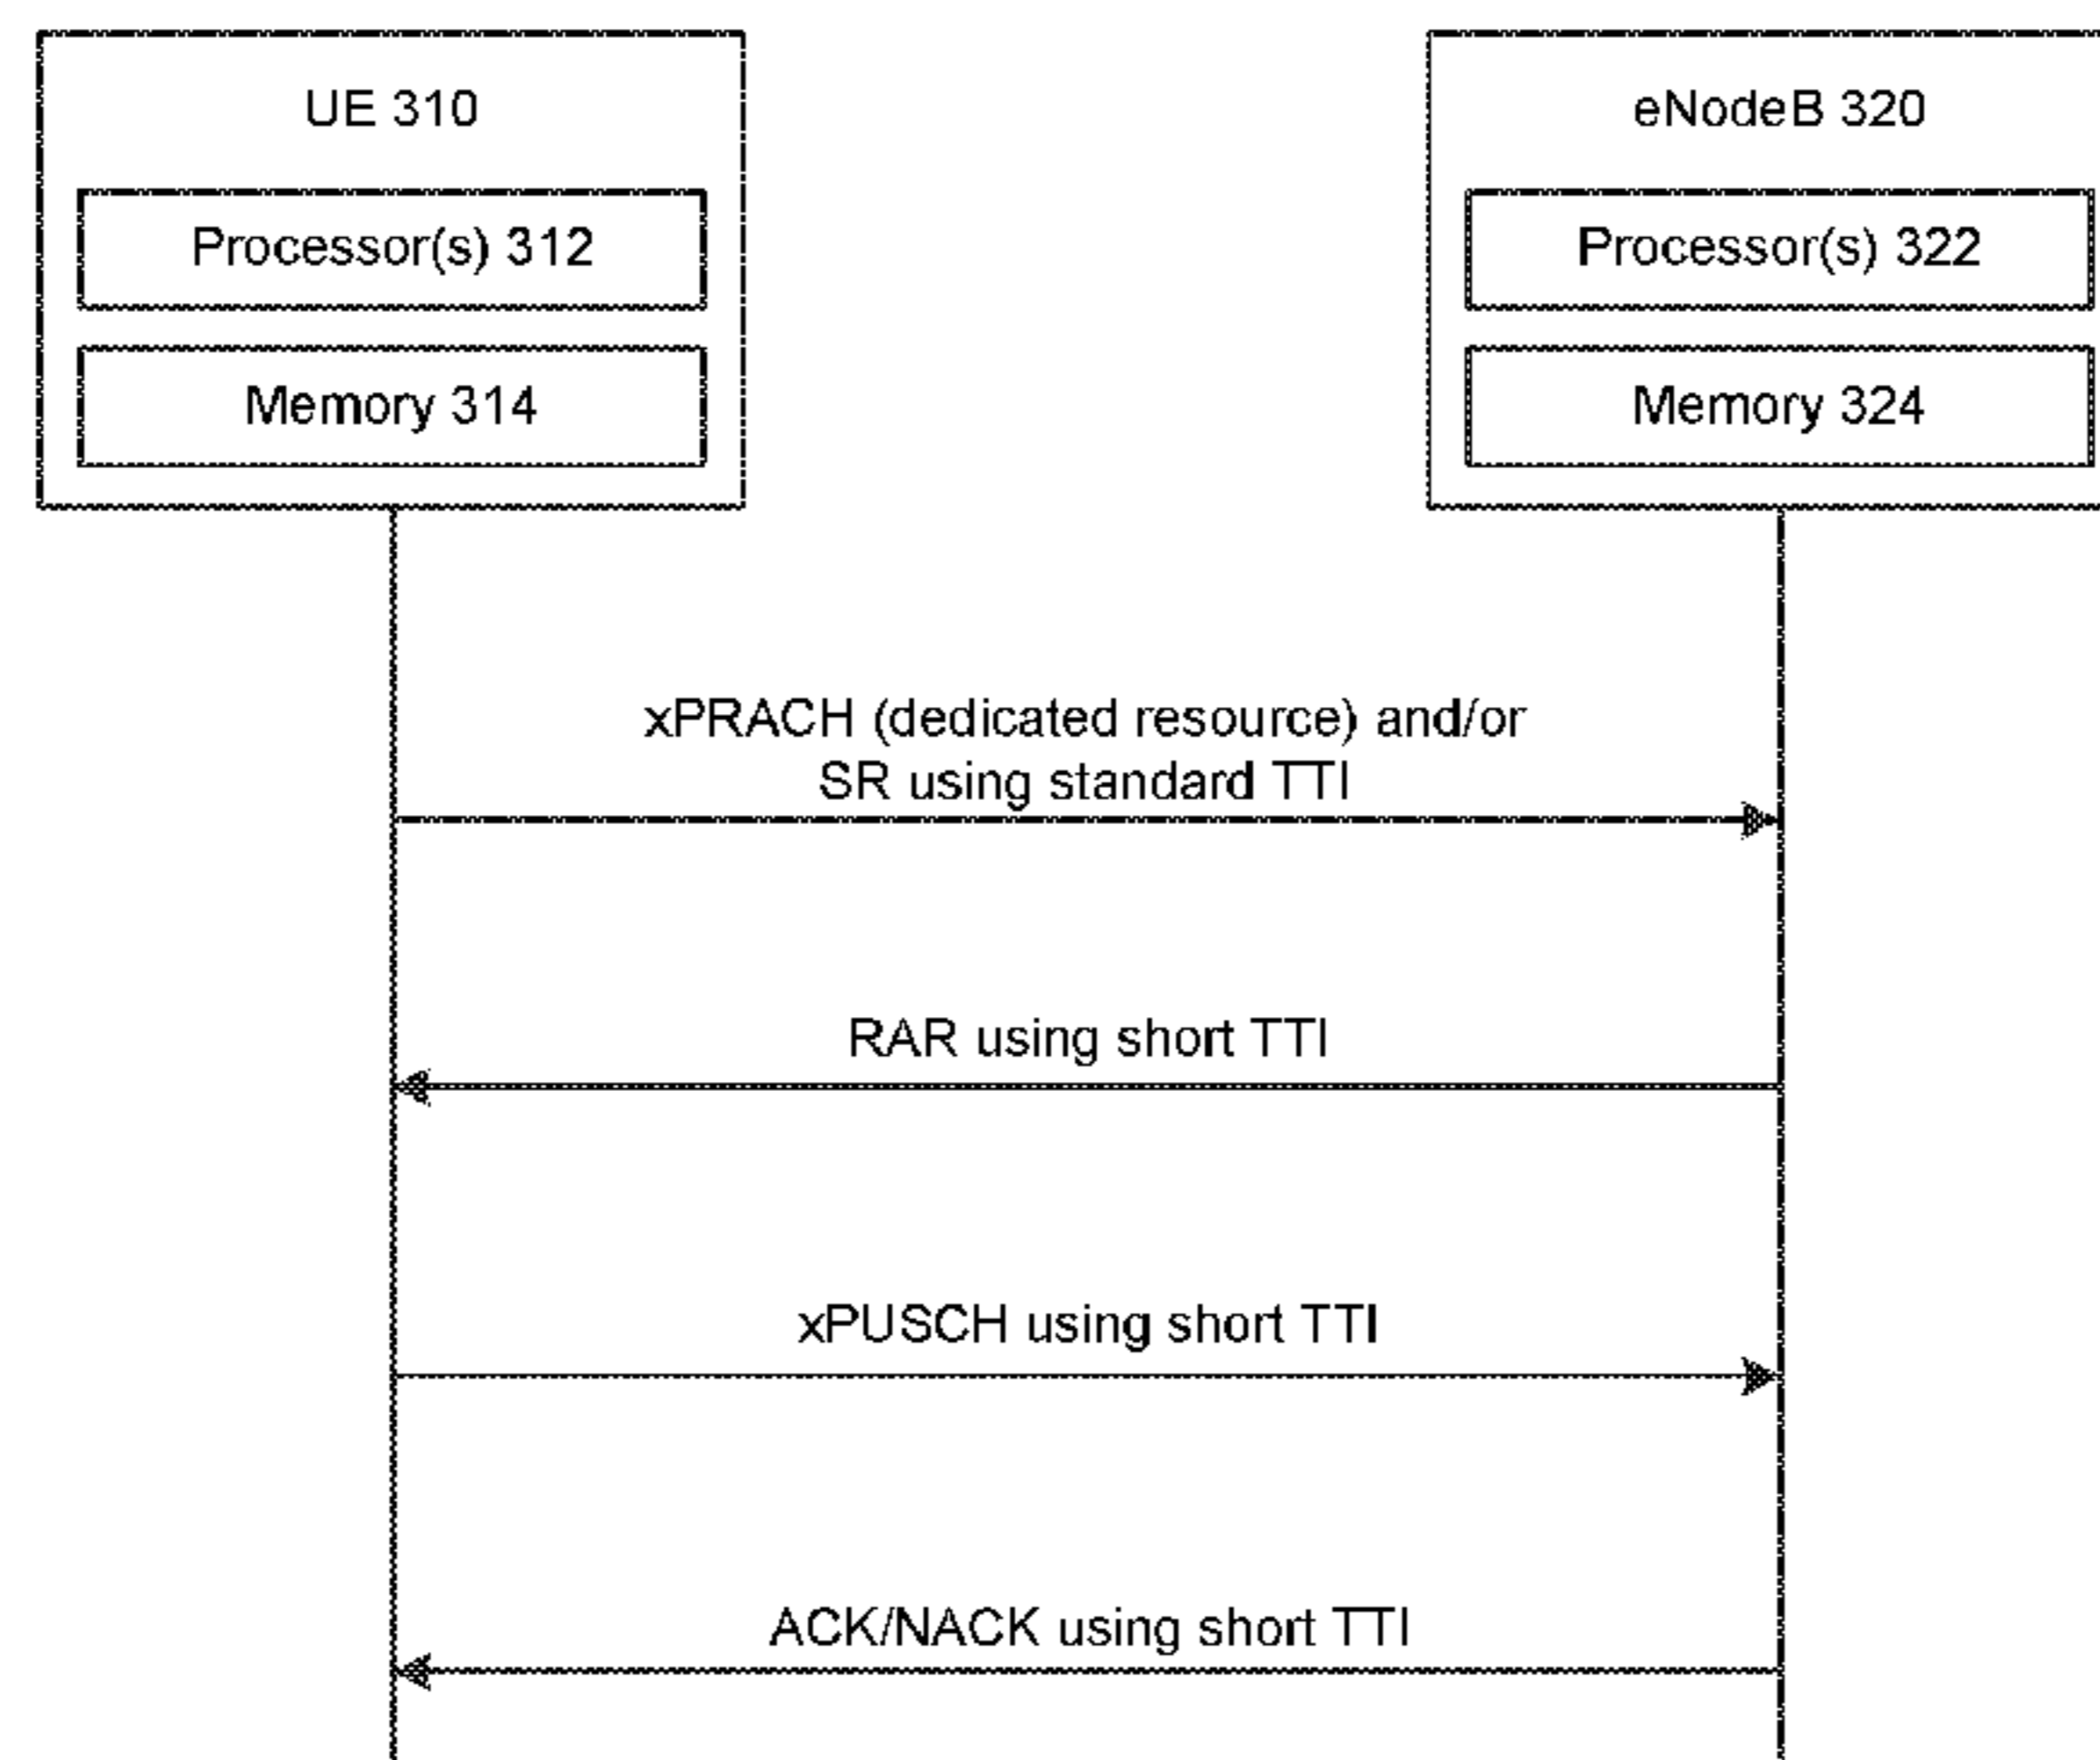 UE 310
Processor(s) 312
Memory 314
eNodeB 320
Processor(s) 322
Memory 324
xPRACH (dedicated resource) and/or
SR using standard TTI
RAR using short TTI
xPUSCH using short TTI
ACK/NACK using short TTI